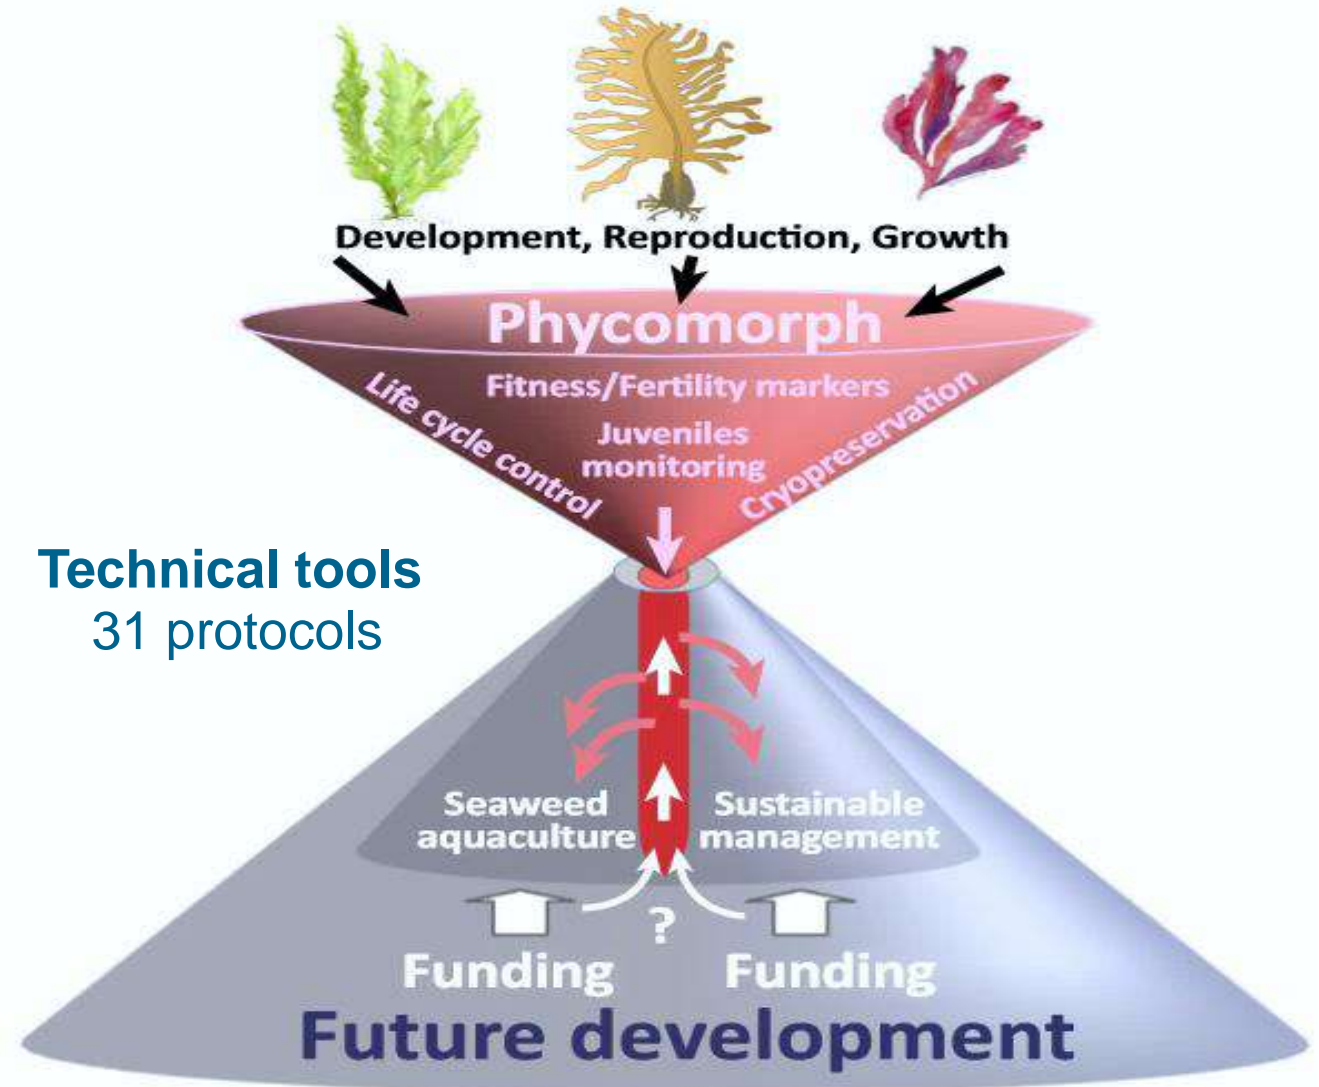 Development, Reproduction, Growth
Phycomorph
Fitness/Fertility markers
Life cycle control
Juveniles
monitoring
Cryopreservation
Technical tools
31 protocols
Seaweed
aquaculture
Sustainable
management
?
Funding
Funding
Future development